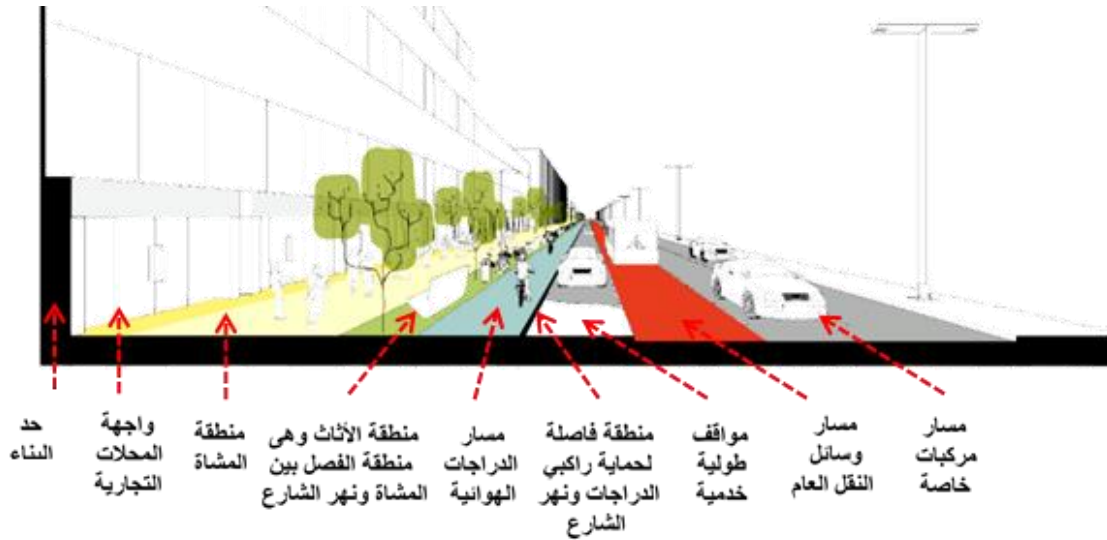 حد
البناء
واجهة
المحلات
التجارية
منطقة
المشاة
منطقة الأثاث وهى
منطقة الفصل بين
المشاة ونهر الشارع
مسار
الدراجات
الهوائية
منطقة فاصلة
لحماية راكبي
الدراجات ونهر
الشارع
مواقف
طولية
خدمية
مسار
وسائل
النقل العام
مسار
مركبات
خاصة